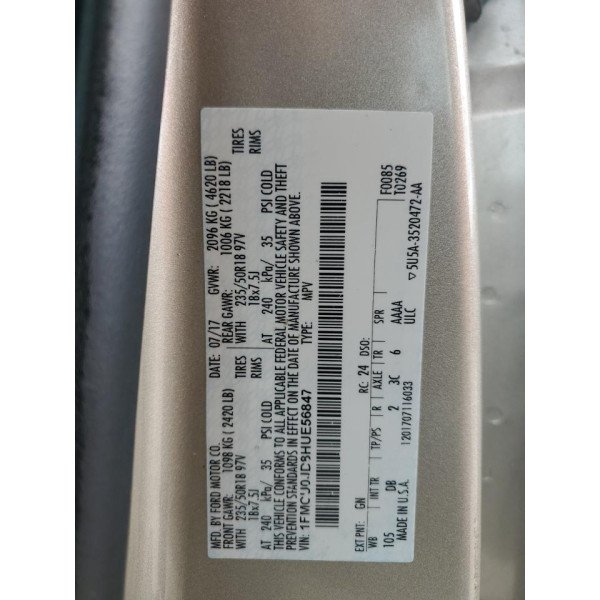 MFD. BY FORD MOTOR CO.
DATE: 07/17 GVWR: 2096 KG ( 4620 LB)
FRONT GAWR: 1098 KG ( 2420 LB) REAR GAWR: 1006 KG ( 2218 LB)
WITH 235/50R18 97V TIRES WITH 235/50R18 97V TIRES
18x7.5J RIMS 18x7.5J RIMS
AT 240 kPa/ 35 PSI COLD AT 240 kPa/ 35 PSI COLD
THIS VEHICLE CONFORMS TO ALL APPLICABLE FEDERAL MOTOR VEHICLE SAFETY AND THEFT
PREVENTION STANDARDS IN EFFECT ON THE DATE OF MANUFACTURE SHOWN ABOVE.
VIN: 1FMCU0JD8HUE56847
TYPE: MPV
EXT PNT: GN RC: 24 DSO: F0085
T0269
WB INT TR TP/PS R AXLE TR SPR
105 DB 2 3C 6 AAAA
MADE IN U.S.A. 1201707116033 ULC
▽5U5A-3520472-AA